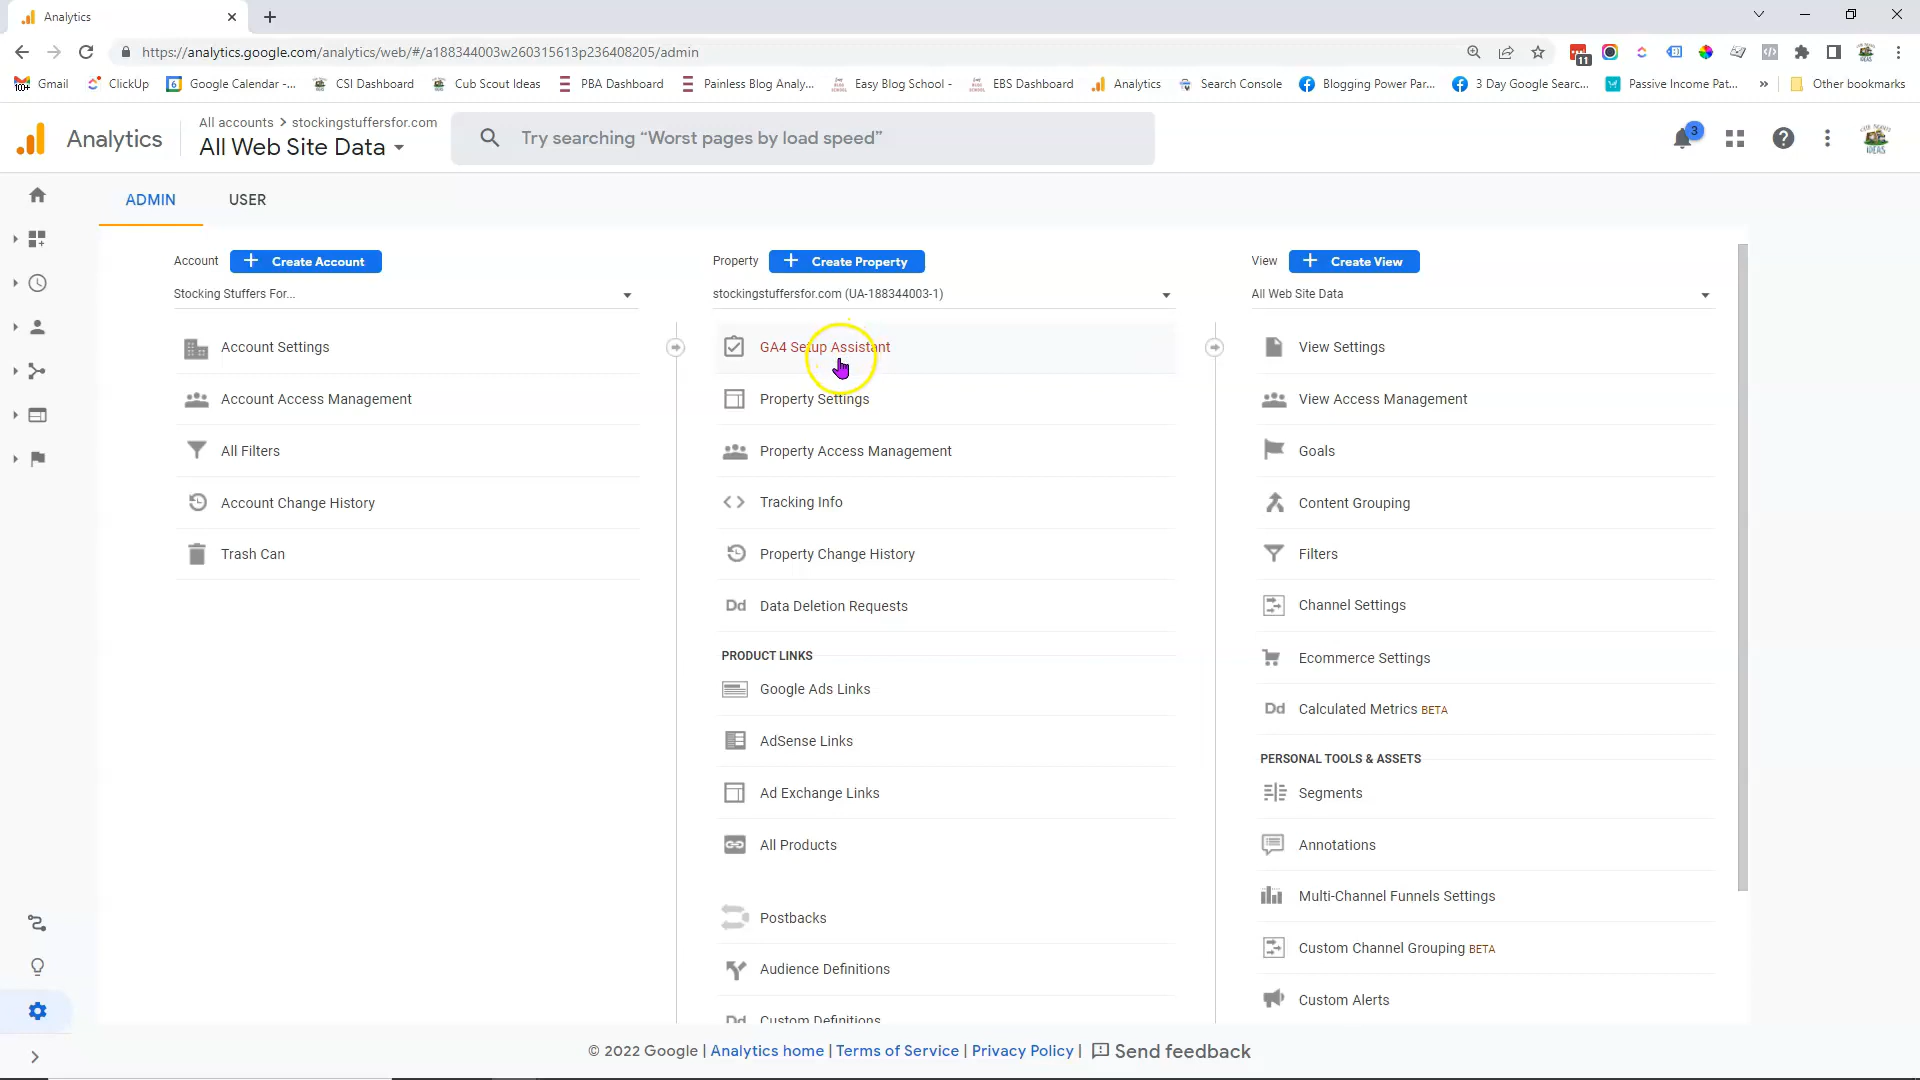 Analytics
https://analytics.google.com/analytics/web/#/a188344003w260315613p236408205/admin
11
Gmail
ClickUp
Google Calendar -...
CSI Dashboard
Cub Scout Ideas
PBA Dashboard
Painless Blog Analy...
Easy Blog School -
EBS Dashboard
Analytics
Search Console
Blogging Power Par...
3 Day Google Searc...
Passive Income Pat...
»
Other bookmarks
Analytics
All accounts > stockingstuffersfor.com
All Web Site Data
Try searching “Worst pages by load speed”
3
ADMIN
USER
Account
+ Create Account
Stocking Stuffers For...
Account Settings
Account Access Management
All Filters
Account Change History
Trash Can
Property
+ Create Property
stockingstuffersfor.com (UA-188344003-1)
GA4 Setup Assistant
Property Settings
Property Access Management
Tracking Info
Property Change History
Dd Data Deletion Requests
PRODUCT LINKS
Google Ads Links
AdSense Links
Ad Exchange Links
All Products
Postbacks
Audience Definitions
Dd Custom Definitions
View
+ Create View
All Web Site Data
View Settings
View Access Management
Goals
Content Grouping
Filters
Channel Settings
Ecommerce Settings
Dd Calculated Metrics BETA
PERSONAL TOOLS & ASSETS
Segments
Annotations
Multi-Channel Funnels Settings
Custom Channel Grouping BETA
Custom Alerts
© 2022 Google | Analytics home | Terms of Service | Privacy Policy | Send feedback